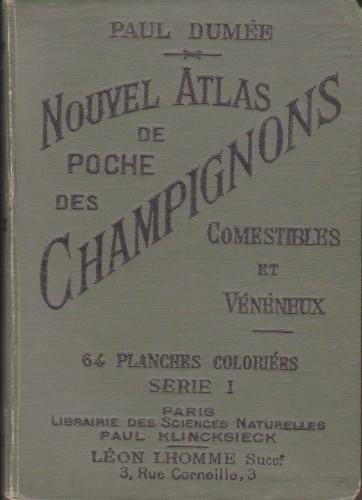 PAUL DUMÉE
NOUVEL ATLAS
DE
POCHE
DES
CHAMPIGNONS
COMESTIBLES
ET
VÉNÉNEUX
64 PLANCHES COLORIÉES
SERIE I
PARIS
LIBRAIRIE DES SCIENCES NATURELLES
PAUL KLINCKSIECK
LÉON LHOMME Succr
3, Rue Corneille, 3